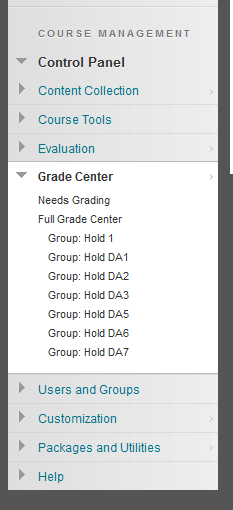 COURSE MANAGEMENT
Control Panel
Content Collection
Course Tools
Evaluation
Grade Center
Needs Grading
Full Grade Center
Group: Hold 1
Group: Hold DA1
Group: Hold DA2
Group: Hold DA3
Group: Hold DA5
Group: Hold DA6
Group: Hold DA7
Users and Groups
Customization
Packages and Utilities
Help